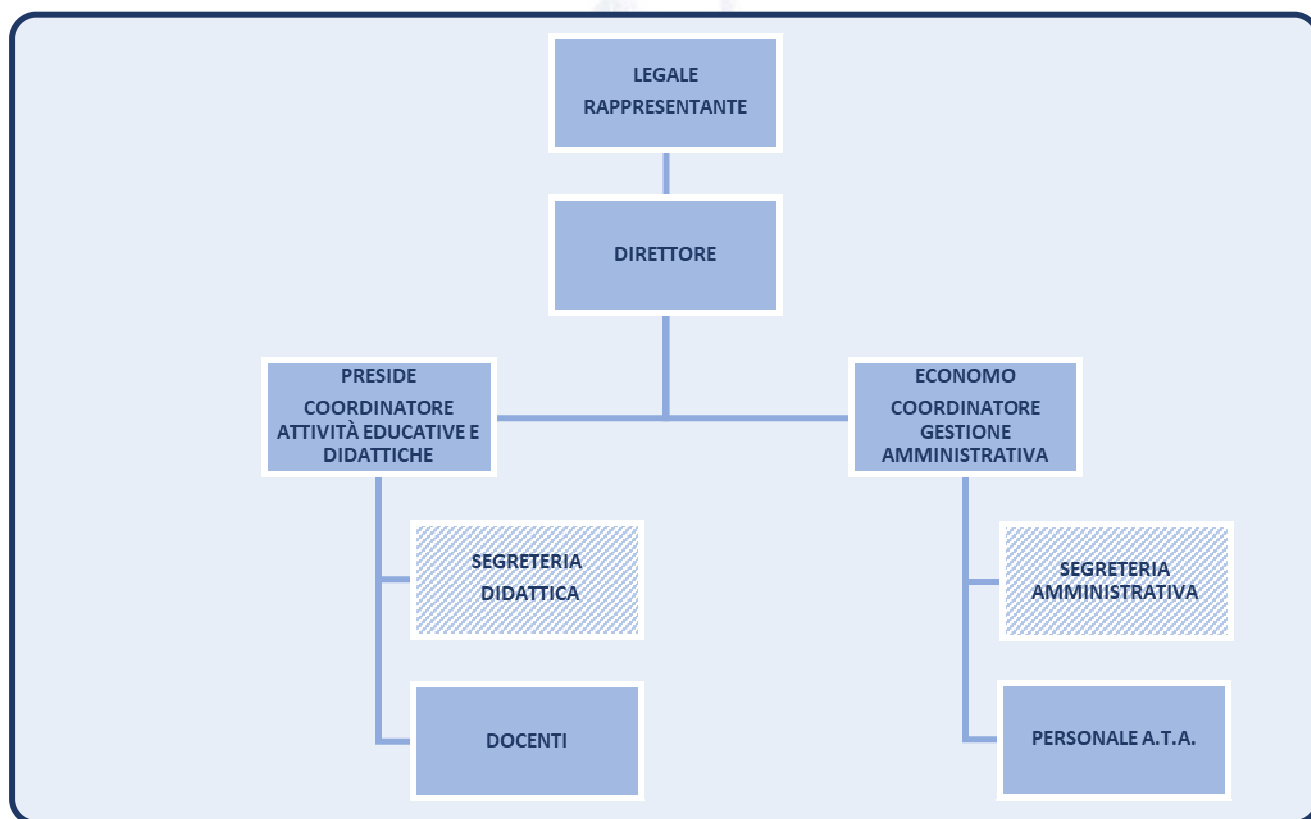 LEGALE
RAPPRESENTANTE
DIRETTORE
PRESIDE
COORDINATORE
ATTIVITÀ EDUCATIVE E
DIDATTICHE
ECONOMO
COORDINATORE
GESTIONE
AMMINISTRATIVA
SEGRETERIA
DIDATTICA
SEGRETERIA
AMMINISTRATIVA
DOCENTI
PERSONALE A.T.A.